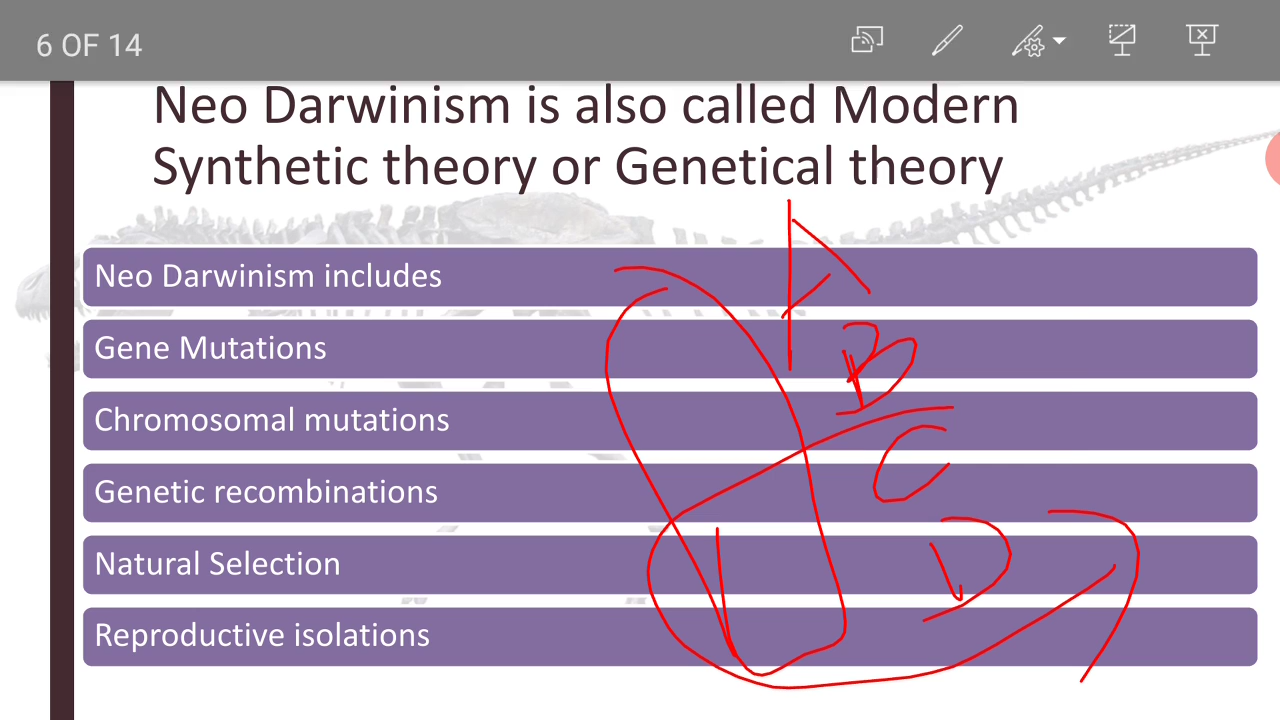 6 OF 14
Neo Darwinism is also called Modern
Synthetic theory or Genetical theory
Neo Darwinism includes
A
Gene Mutations
B
Chromosomal mutations
C
Genetic recombinations
Natural Selection
D
Reproductive isolations